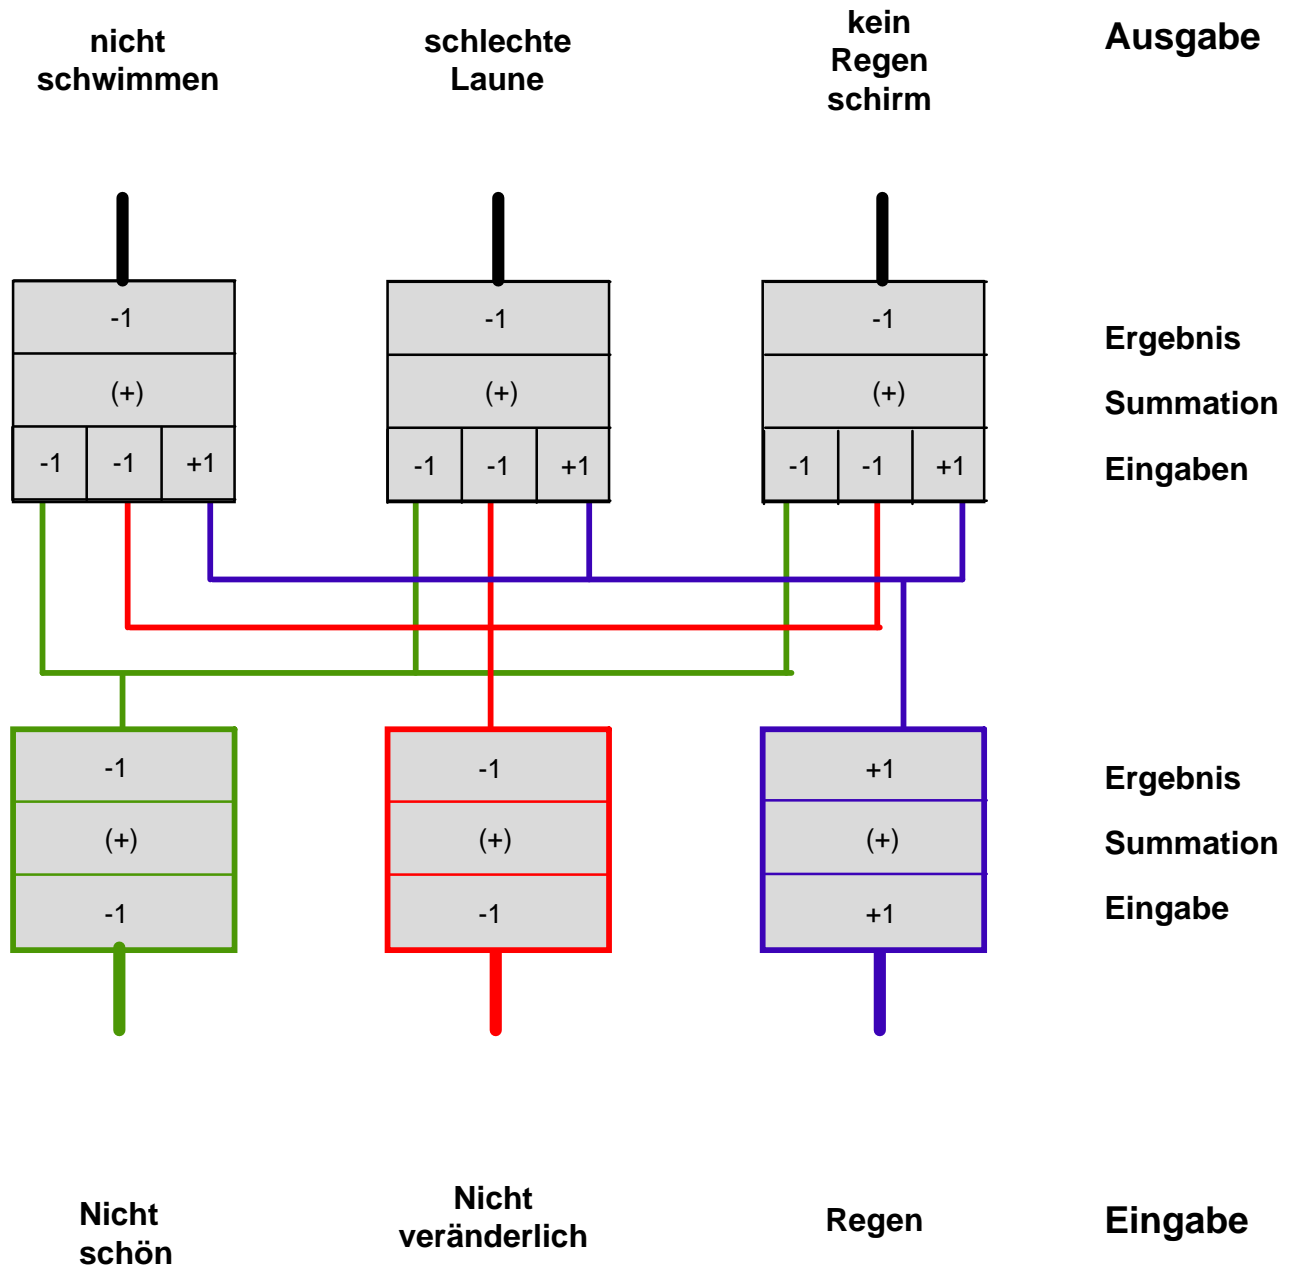 nicht
schwimmen
schlechte
Laune
kein
Regen
schirm
Ausgabe
-1
-1
-1
Ergebnis
(+)
(+)
(+)
Summation
-1 -1 +1
-1 -1 +1
-1 -1 +1
Eingaben
-1
-1
+1
Ergebnis
(+)
(+)
(+)
Summation
-1
-1
+1
Eingabe
Nicht
schön
Nicht
veränderlich
Regen
Eingabe